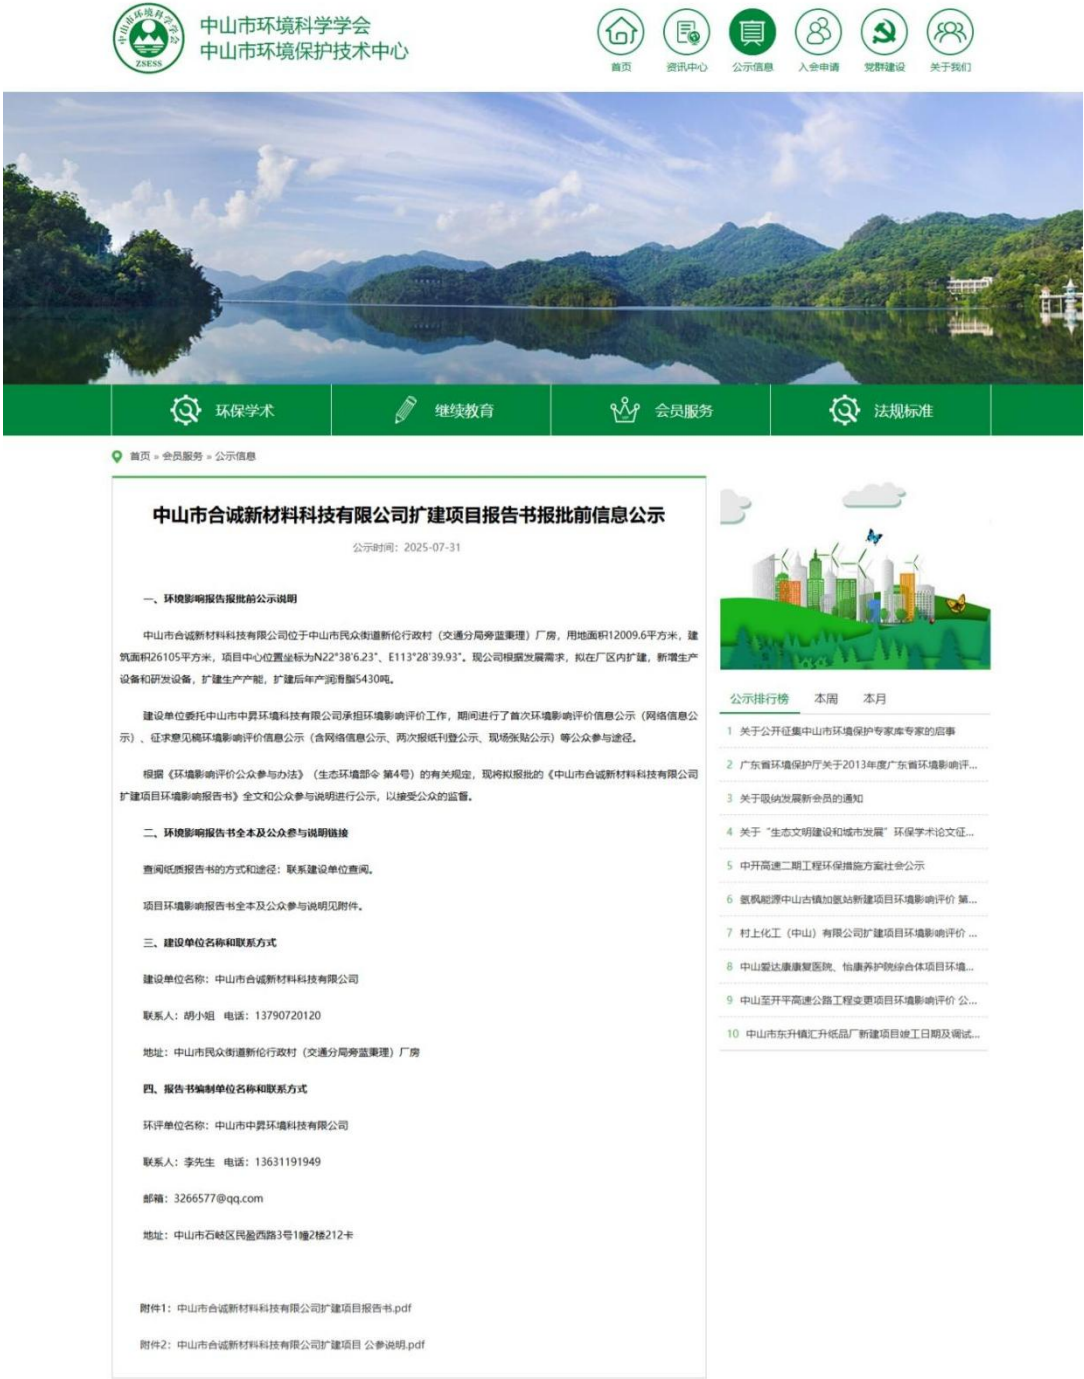 中山市环境科学学会
ZSESS
中山市环境科学学会
中山市环境保护技术中心
首页
资讯中心
公示信息
入会申请
党群建设
关于我们
环保学术
继续教育
会员服务
法规标准
首页 » 会员服务 » 公示信息
中山市合诚新材料科技有限公司扩建项目报告书报批前信息公示
公示时间：2025-07-31
一、环境影响报告报批前公示说明
中山市合诚新材料科技有限公司位于中山市民众街道新伦行政村（交通分局旁蓝秉理）厂房，用地面积12009.6平方米，建
筑面积26105平方米，项目中心位置坐标为N22°38'6.23"、E113°28'39.93"。现公司根据发展需求，拟在厂区内扩建，新增生产
设备和研发设备，扩建生产产能，扩建后年产润滑脂5430吨。
建设单位委托中山市中昇环境科技有限公司承担环境影响评价工作，期间进行了首次环境影响评价信息公示（网络信息公
示）、征求意见稿环境影响评价信息公示（含网络信息公示、两次报纸刊登公示、现场张贴公示）等公众参与途径。
根据《环境影响评价公众参与办法》（生态环境部令 第4号）的有关规定，现将拟报批的《中山市合诚新材料科技有限公司
扩建项目环境影响报告书》全文和公众参与说明进行公示，以接受公众的监督。
二、环境影响报告书全本及公众参与说明链接
查阅纸质报告书的方式和途径：联系建设单位查阅。
项目环境影响报告书全本及公众参与说明见附件。
三、建设单位名称和联系方式
建设单位名称：中山市合诚新材料科技有限公司
联系人：胡小姐 电话：13790720120
地址：中山市民众街道新伦行政村（交通分局旁蓝秉理）厂房
四、报告书编制单位名称和联系方式
环评单位名称：中山市中昇环境科技有限公司
联系人：李先生 电话：13631191949
邮箱：3266577@qq.com
地址：中山市石岐区民盈西路3号1幢2楼212卡
附件1：中山市合诚新材料科技有限公司扩建项目报告书.pdf
附件2：中山市合诚新材料科技有限公司扩建项目 公参说明.pdf
公示排行榜 本周 本月
1 关于公开征集中山市环境保护专家库专家的启事
2 广东省环境保护厅关于2013年度广东省环境影响评...
3 关于吸纳发展新会员的通知
4 关于“生态文明建设和城市发展”环保学术论文征...
5 中开高速二期工程环保措施方案社会公示
6 氢枫能源中山古镇加氢站新建项目环境影响评价 第...
7 村上化工（中山）有限公司扩建项目环境影响评价 ...
8 中山爱达康康复医院、怡康养护院综合体项目环境...
9 中山至开平高速公路工程变更项目环境影响评价 公...
10 中山市东升镇汇升纸品厂新建项目竣工日期及调试...